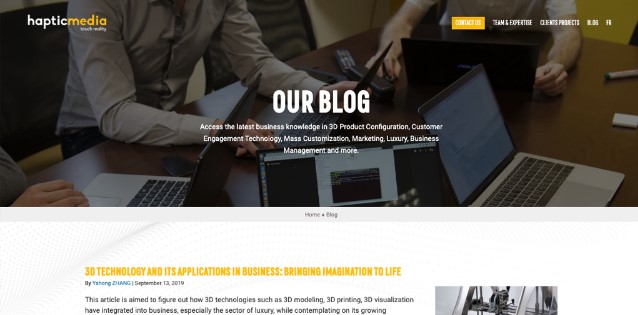 hapticmedia
touch reality
CONTACT US TEAM & EXPERTISE CLIENTS PROJECTS BLOG FR
OUR BLOG
Access the latest business knowledge in 3D Product Configuration, Customer
Engagement Technology, Mass Customization, Marketing, Luxury, Business
Management and more.
Home » Blog
3D TECHNOLOGY AND ITS APPLICATIONS IN BUSINESS: BRINGING IMAGINATION TO LIFE
By Yahong ZHANG | September 13, 2019
This article is aimed to figure out how 3D technologies such as 3D modeling, 3D printing, 3D visualization
have integrated into business, especially the sector of luxury, while contemplating on its growing